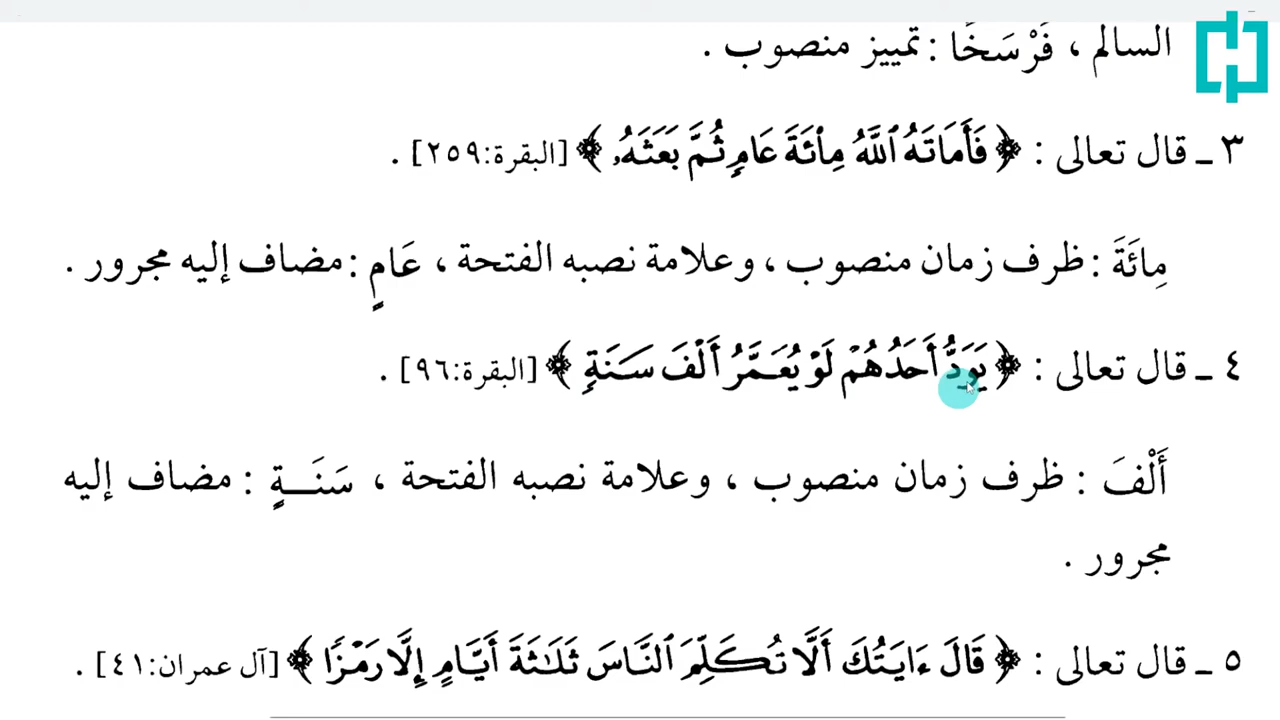 السالم ، فَرْسَخًا : تمييز منصوب .
٣ ـ قال تعالى : ﴿ فَأَمَاتَهُ ٱللَّهُ مِاْئَةَ عَامٖ ثُمَّ بَعَثَهُۥ ﴾ [البقرة:٢٥٩] .
مِائَةَ : ظرف زمان منصوب ، وعلامة نصبه الفتحة ، عَامٍ : مضاف إليه مجرور .
٤ ـ قال تعالى : ﴿ يَوَدُّ أَحَدُهُمْ لَوْ يُعَمَّرُ أَلْفَ سَنَةٖ ﴾ [البقرة:٩٦] .
أَلْفَ : ظرف زمان منصوب ، وعلامة نصبه الفتحة ، سَنَـــةٍ : مضاف إليه
مجرور .
٥ ـ قال تعالى : ﴿ قَالَ ءَايَتُكَ أَلَّا تُكَلِّمَ ٱلنَّاسَ ثَلَٰثَةَ أَيَّامٍ إِلَّا رَمْزٗا ﴾ [آل عمران:٤١] .